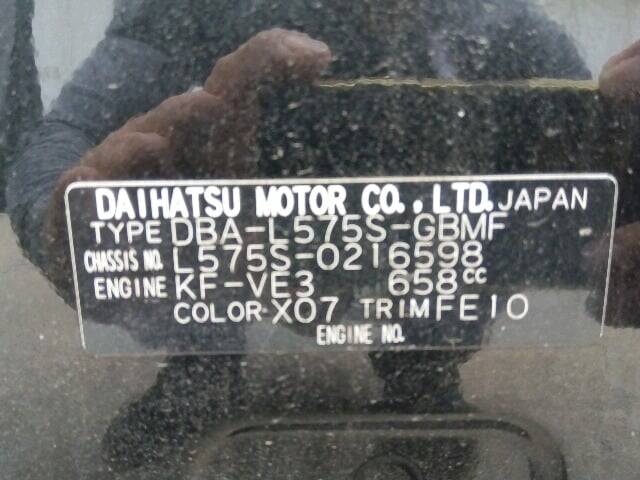 DAIHATSU MOTOR CO., LTD. JAPAN
TYPE DBA-L575S-GBMF
CHASSIS NO. L575S-0216598
ENGINE KF-VE3 658cc
COLOR-X07 TRIM FE10
ENGINE NO.